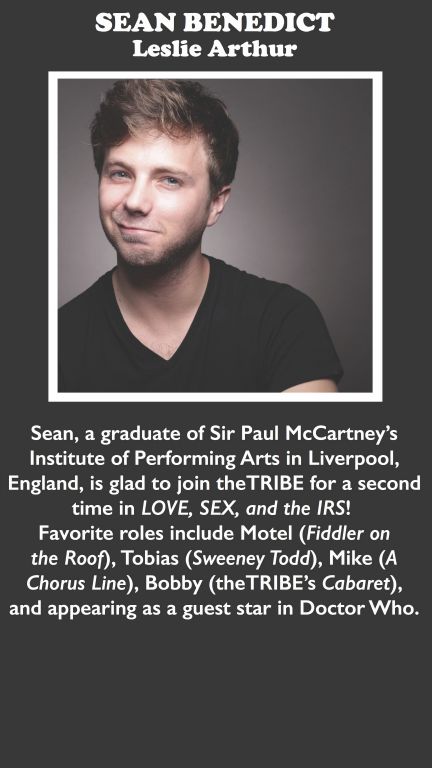 SEAN BENEDICT
Leslie Arthur
Sean, a graduate of Sir Paul McCartney’s
Institute of Performing Arts in Liverpool,
England, is glad to join theTRIBE for a second
time in LOVE, SEX, and the IRS!
Favorite roles include Motel (Fiddler on
the Roof), Tobias (Sweeney Todd), Mike (A
Chorus Line), Bobby (theTRIBE’s Cabaret),
and appearing as a guest star in Doctor Who.